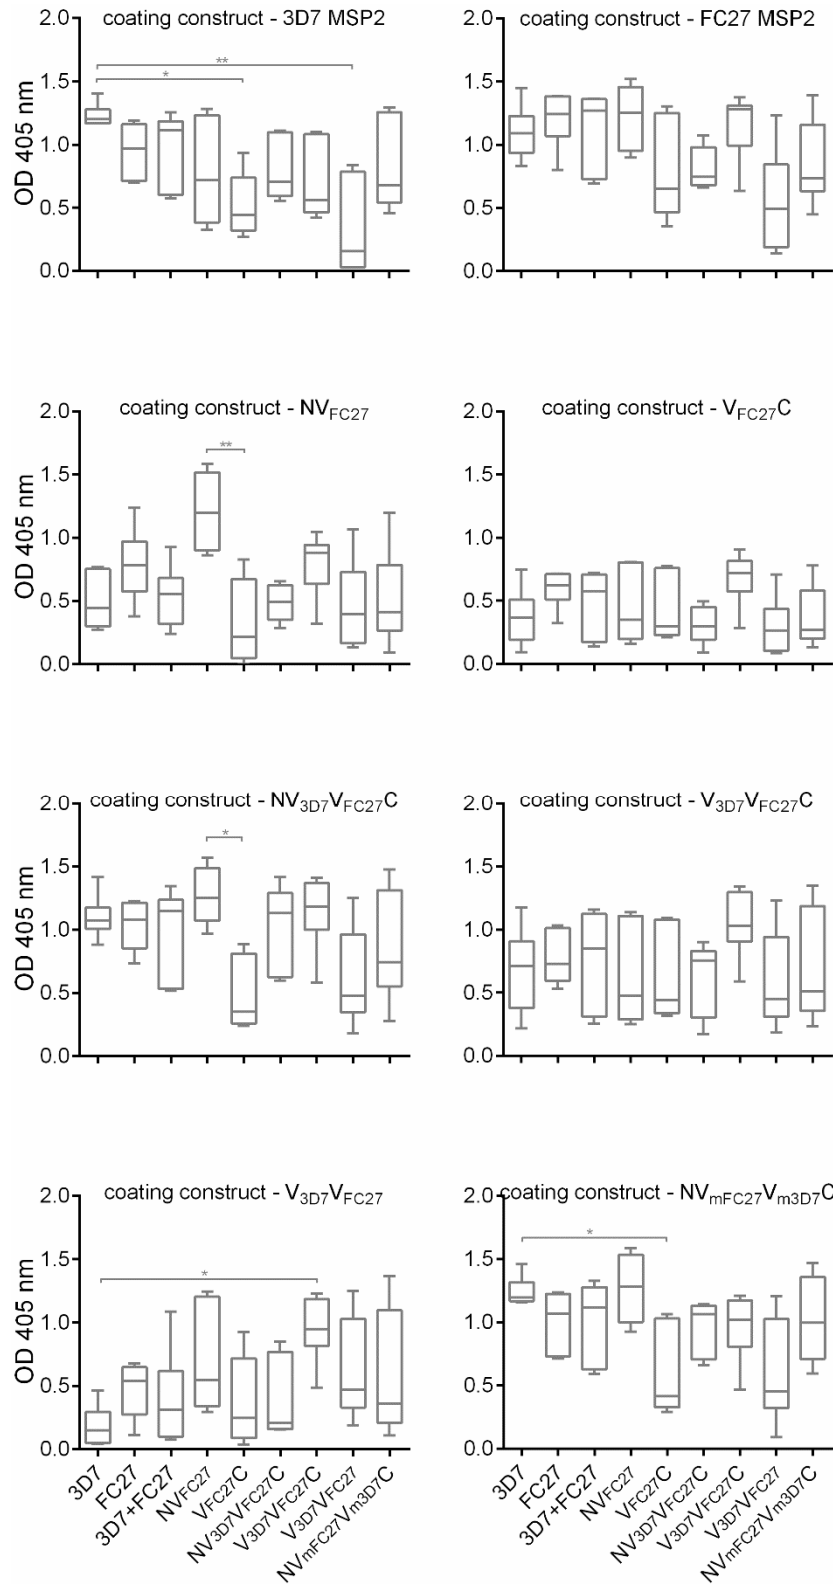 coating construct - 3D7 MSP2
2.0
1.5
1.0
0.5
0.0
OD 405 nm
**
*
coating construct - FC27 MSP2
2.0
1.5
1.0
0.5
0.0
coating construct - NVFC27
2.0
1.5
1.0
0.5
0.0
OD 405 nm
**
coating construct - VFC27C
2.0
1.5
1.0
0.5
0.0
coating construct - NV3D7VFC27C
2.0
1.5
1.0
0.5
0.0
OD 405 nm
*
coating construct - V3D7VFC27C
2.0
1.5
1.0
0.5
0.0
coating construct - V3D7VFC27
2.0
1.5
1.0
0.5
0.0
OD 405 nm
*
3D7
FC27
3D7+FC27
NVFC27
VFC27C
NV3D7VFC27C
V3D7VFC27C
V3D7VFC27
NVmFC27Vm3D7C
coating construct - NVmFC27Vm3D7C
2.0
1.5
1.0
0.5
0.0
*
3D7
FC27
3D7+FC27
NVFC27
VFC27C
NV3D7VFC27C
V3D7VFC27C
V3D7VFC27
NVmFC27Vm3D7C